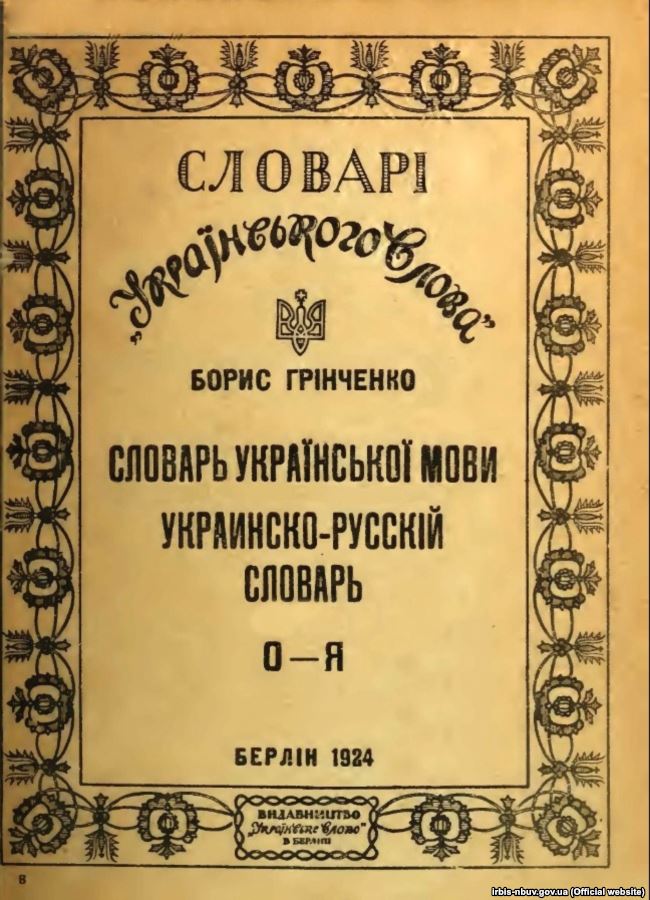 СЛОВАРІ
„Українського Слова”
БОРИС ГРІНЧЕНКО
СЛОВАРЬ УКРАЇНСЬКОЇ МОВИ
УКРАИНСКО-РУССКІЙ
СЛОВАРЬ
О — Я
БЕРЛІН 1924
ВИДАВНИЦТВО
„Українське Слово”
В БЕРЛІНІ
8
irbis-nbuv.gov.ua (Official website)